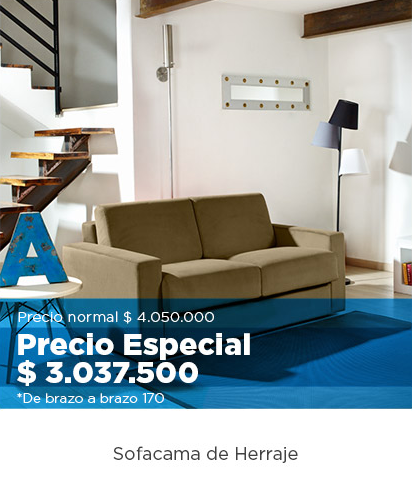 A
Precio normal $ 4.050.000
Precio Especial
$ 3.037.500
*De brazo a brazo 170
Sofacama de Herraje